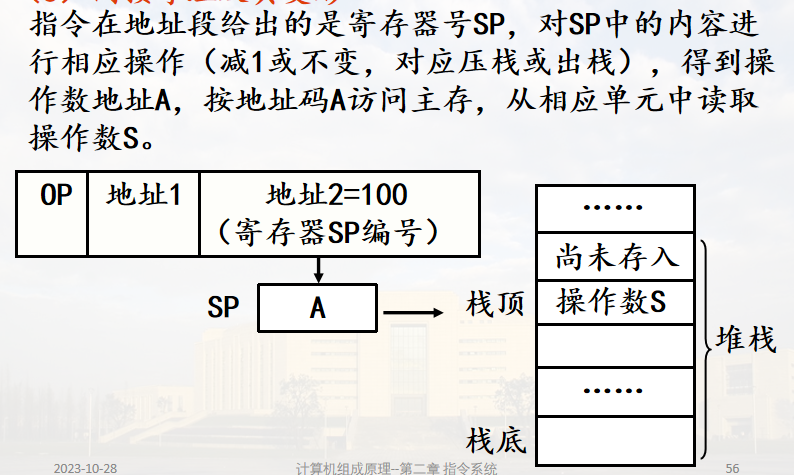 指令在地址段给出的是寄存器号SP，对SP中的内容进
行相应操作（减1或不变，对应压栈或出栈），得到操
作数地址A，按地址码A访问主存，从相应单元中读取
操作数S。
OP 地址1 地址2=100
（寄存器SP编号）
SP A
栈顶
……
尚未存入
操作数S
……
堆栈
栈底
2023-10-28 计算机组成原理--第二章 指令系统 56